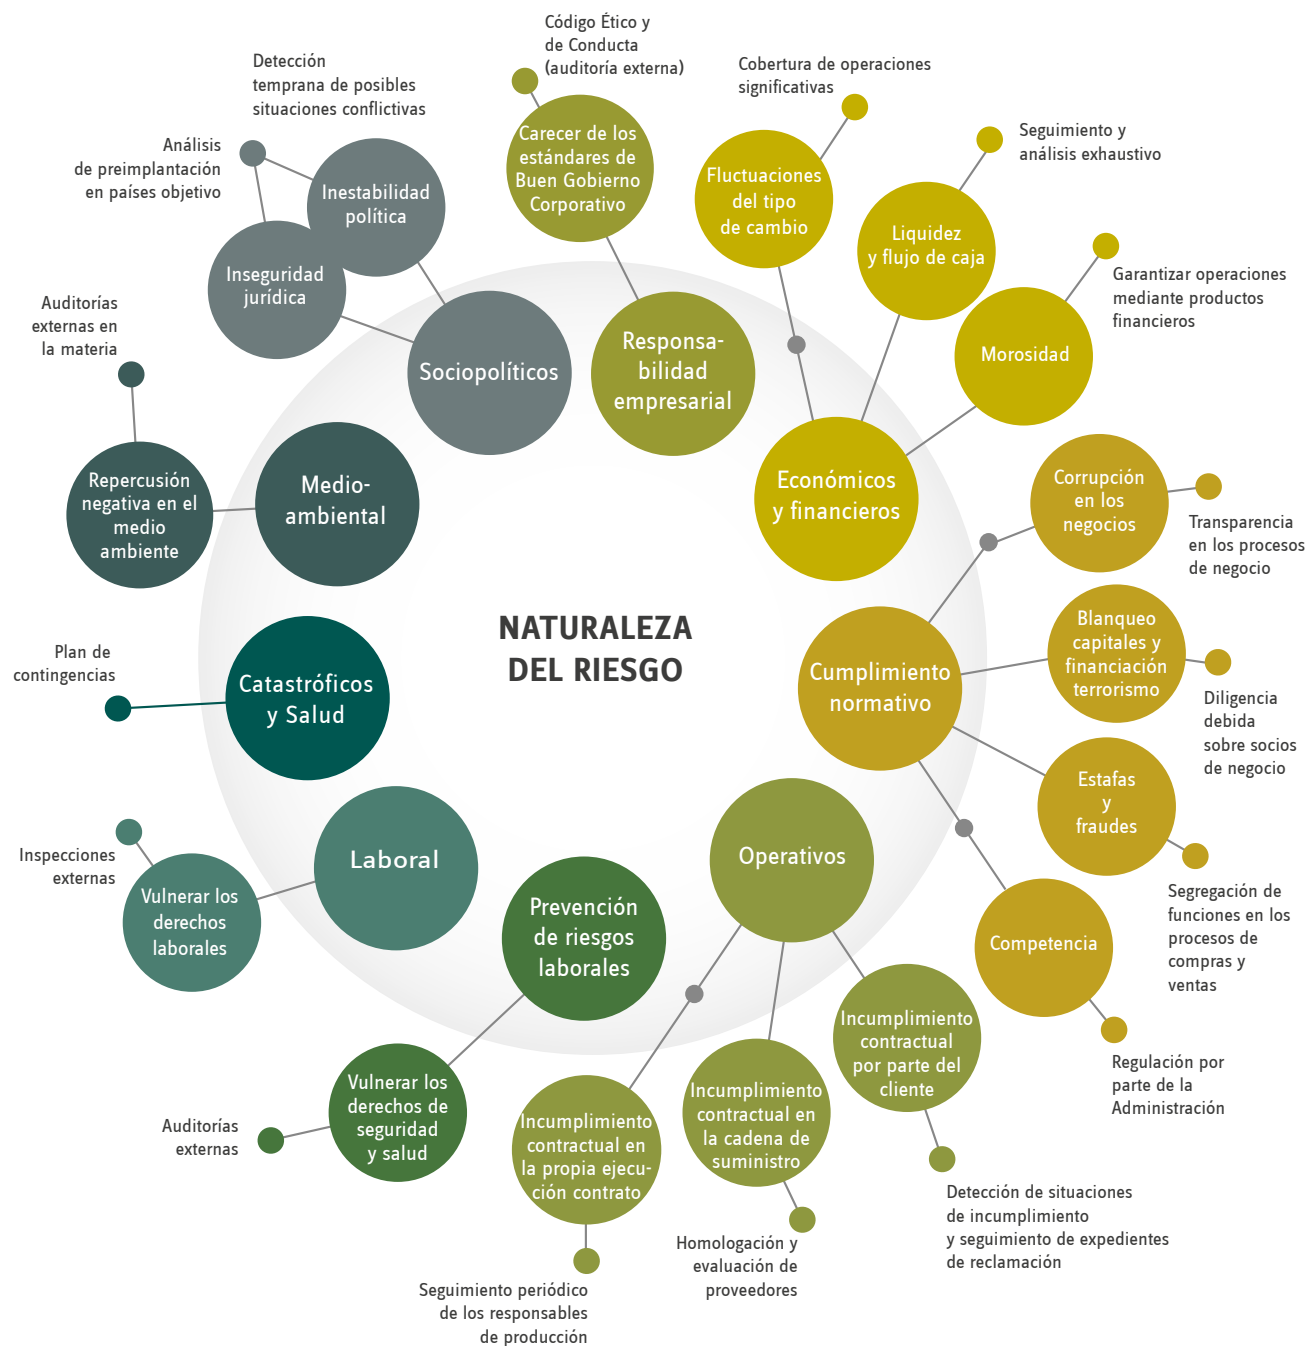 NATURALEZA
DEL RIESGO
Código Ético y
de Conducta
(auditoría externa)
Carecer de los
estándares de
Buen Gobierno
Corporativo
Responsa-
bilidad
empresarial
Cobertura de operaciones
significativas
Fluctuaciones
del tipo
de cambio
Seguimiento y
análisis exhaustivo
Liquidez
y flujo de caja
Garantizar operaciones
mediante productos
financieros
Morosidad
Económicos
y financieros
Corrupción
en los
negocios
Transparencia
en los procesos
de negocio
Blanqueo
capitales y
financiación
terrorismo
Diligencia
debida
sobre socios
de negocio
Cumplimiento
normativo
Estafas
y
fraudes
Segregación de
funciones en los
procesos de
compras y
ventas
Competencia
Regulación por
parte de la
Administración
Operativos
Incumplimiento
contractual
por parte del
cliente
Detección de situaciones
de incumplimiento
y seguimiento de expedientes
de reclamación
Incumplimiento
contractual en
la cadena de
suministro
Homologación y
evaluación de
proveedores
Incumplimiento
contractual en
la propia ejecu-
ción contrato
Seguimiento periódico
de los responsables
de producción
Prevención
de riesgos
laborales
Vulnerar los
derechos de
seguridad
y salud
Auditorías
externas
Laboral
Vulnerar los
derechos
laborales
Inspecciones
externas
Catastróficos
y Salud
Plan de
contingencias
Medio-
ambiental
Repercusión
negativa en el
medio
ambiente
Auditorías
externas en
la materia
Sociopolíticos
Inseguridad
jurídica
Inestabilidad
política
Análisis
de preimplantación
en países objetivo
Detección
temprana de posibles
situaciones conflictivas